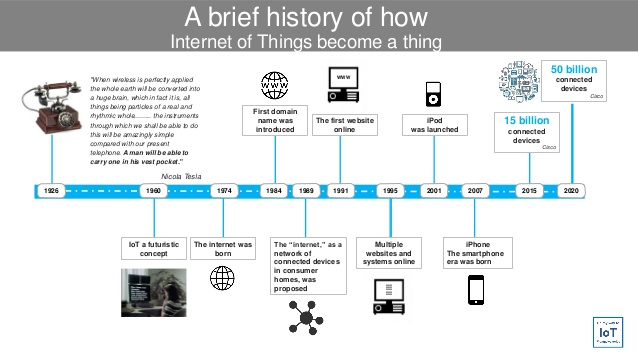 A brief history of how
Internet of Things become a thing
"When wireless is perfectly applied
the whole earth will be converted into
a huge brain, which in fact it is, all
things being particles of a real and
rhythmic whole.......... the instruments
through which we shall be able to do
this will be amazingly simple
compared with our present
telephone. A man will be able to
carry one in his vest pocket."
Nicola Tesla
www
First domain
name was
introduced
www
The first website
online
iPod
was launched
15 billion
connected
devices
Cisco
50 billion
connected
devices
Cisco
1926
1960
1974
1984
1989
1991
1995
2001
2007
2015
2020
IoT a futuristic
concept
The internet was
born
The "internet," as a
network of
connected devices
in consumer
homes, was
proposed
Multiple
websites and
systems online
iPhone
The smartphone
era was born
IoT